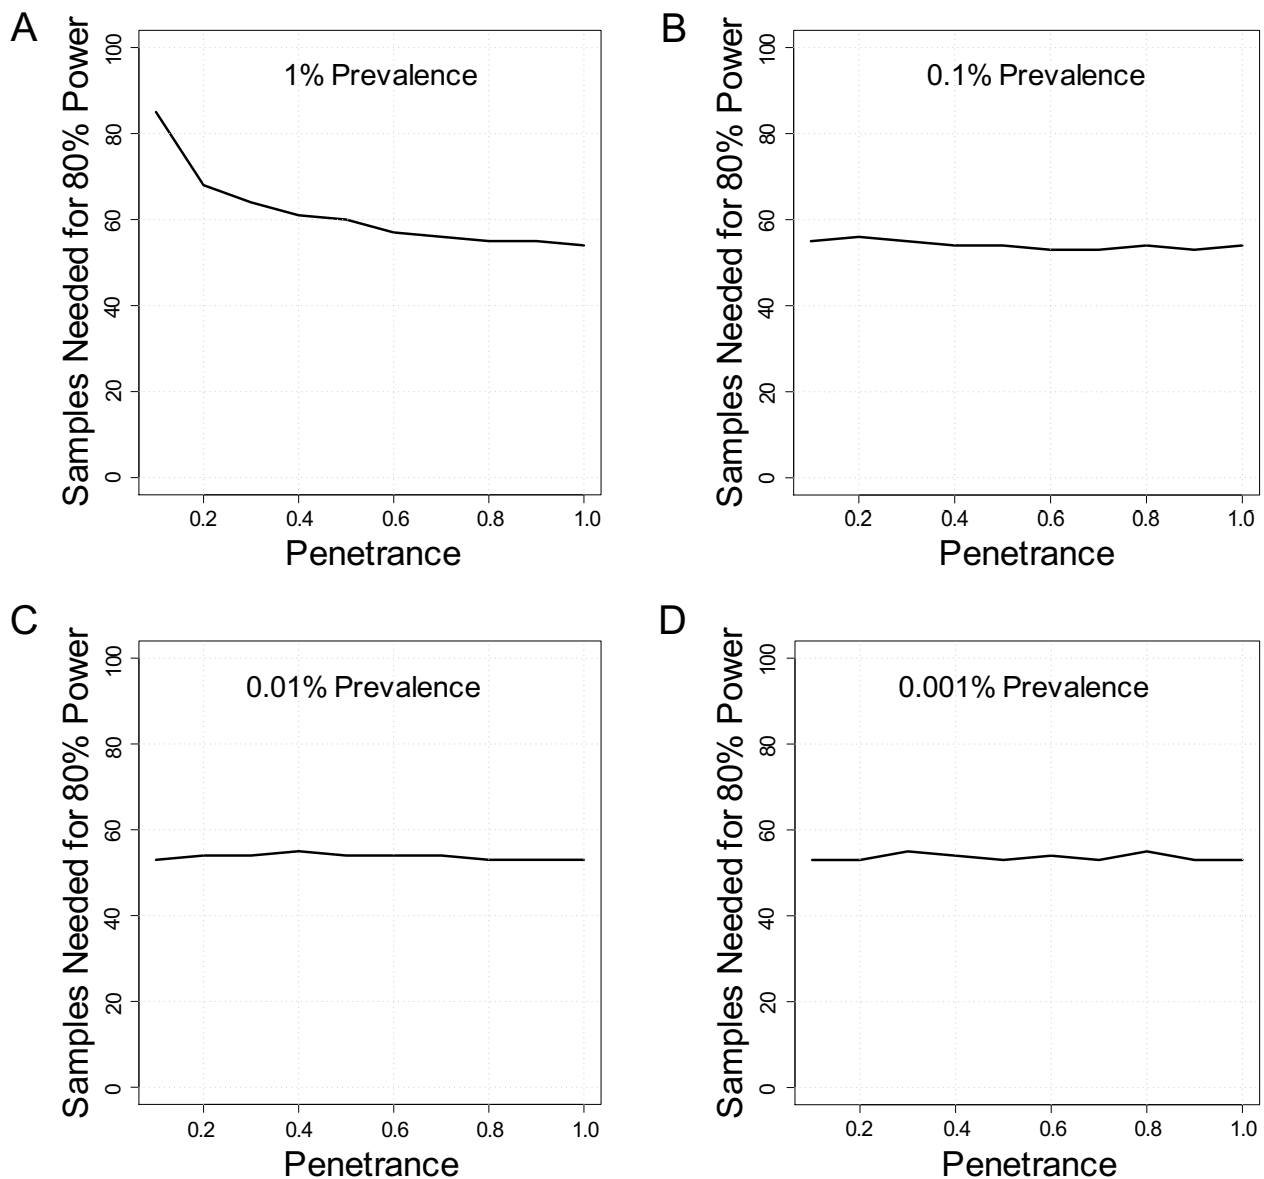 A
1% Prevalence
Samples Needed for 80% Power
100
80
60
40
20
0
0.2 0.4 0.6 0.8 1.0
Penetrance
B
0.1% Prevalence
Samples Needed for 80% Power
100
80
60
40
20
0
0.2 0.4 0.6 0.8 1.0
Penetrance
C
0.01% Prevalence
Samples Needed for 80% Power
100
80
60
40
20
0
0.2 0.4 0.6 0.8 1.0
Penetrance
D
0.001% Prevalence
Samples Needed for 80% Power
100
80
60
40
20
0
0.2 0.4 0.6 0.8 1.0
Penetrance